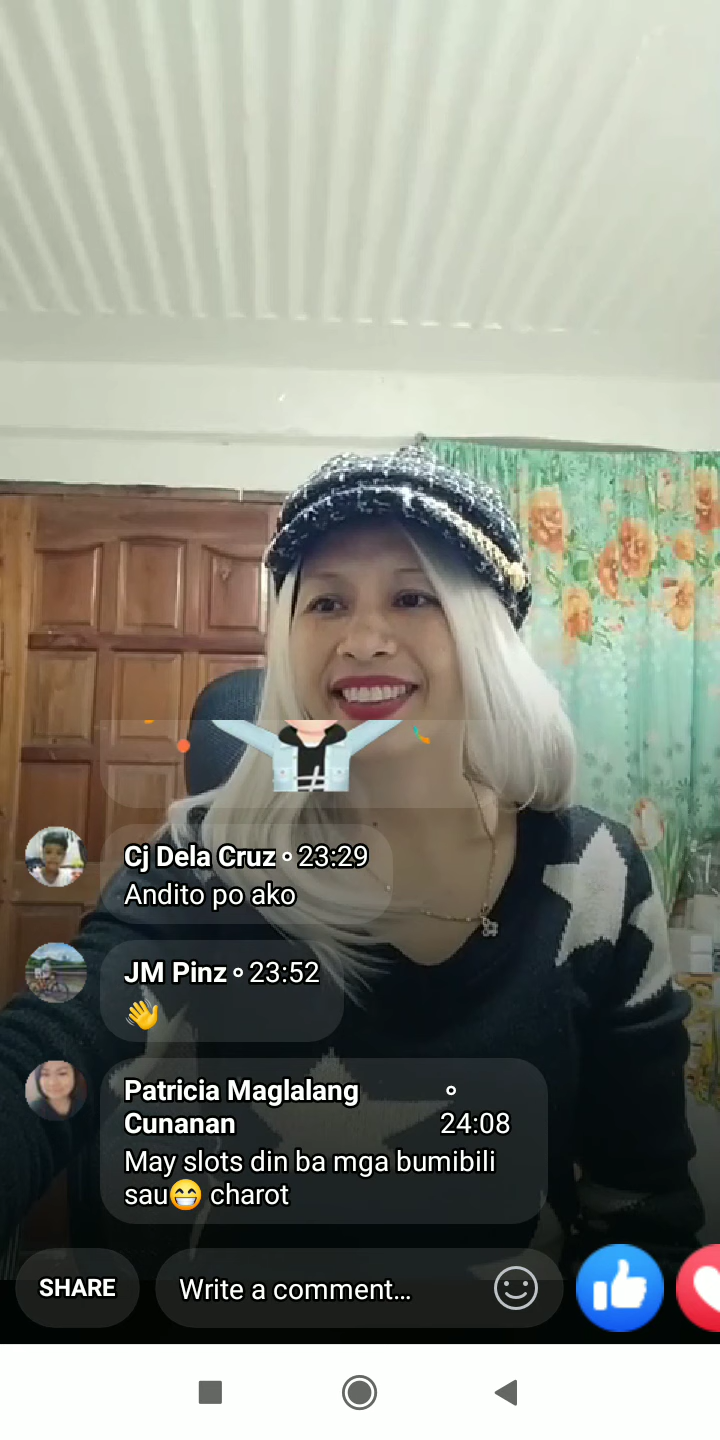 Cj Dela Cruz ∘ 23:29
Andito po ako
JM Pinz ∘ 23:52
👋
Patricia Maglalang ∘
Cunanan 24:08
May slots din ba mga bumibili
sau😁 charot
SHARE
Write a comment...